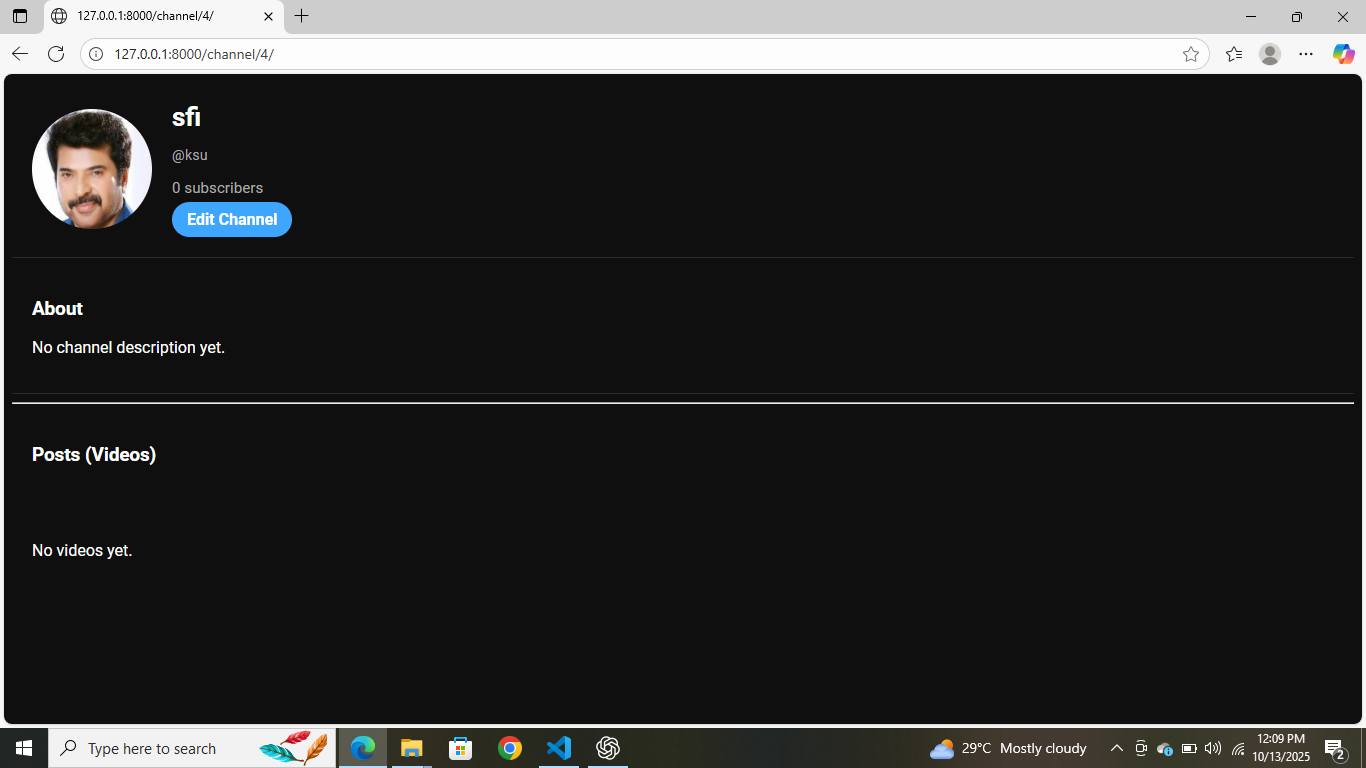 127.0.0.1:8000/channel/4/
127.0.0.1:8000/channel/4/
sfi
@ksu
0 subscribers
Edit Channel
About
No channel description yet.
Posts (Videos)
No videos yet.
Type here to search
29°C Mostly cloudy
12:09 PM
10/13/2025
2